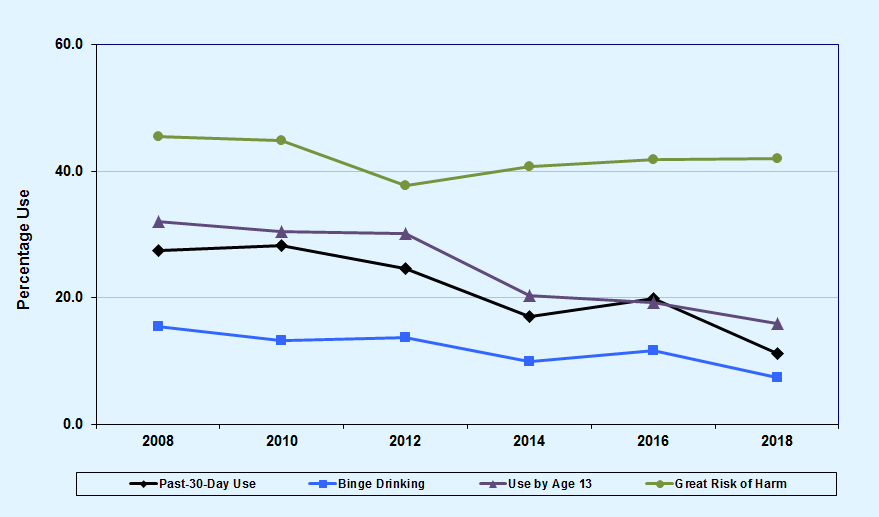 60.0
40.0
20.0
0.0
Percentage Use
2008 2010 2012 2014 2016 2018
Past-30-Day Use Binge Drinking Use by Age 13 Great Risk of Harm